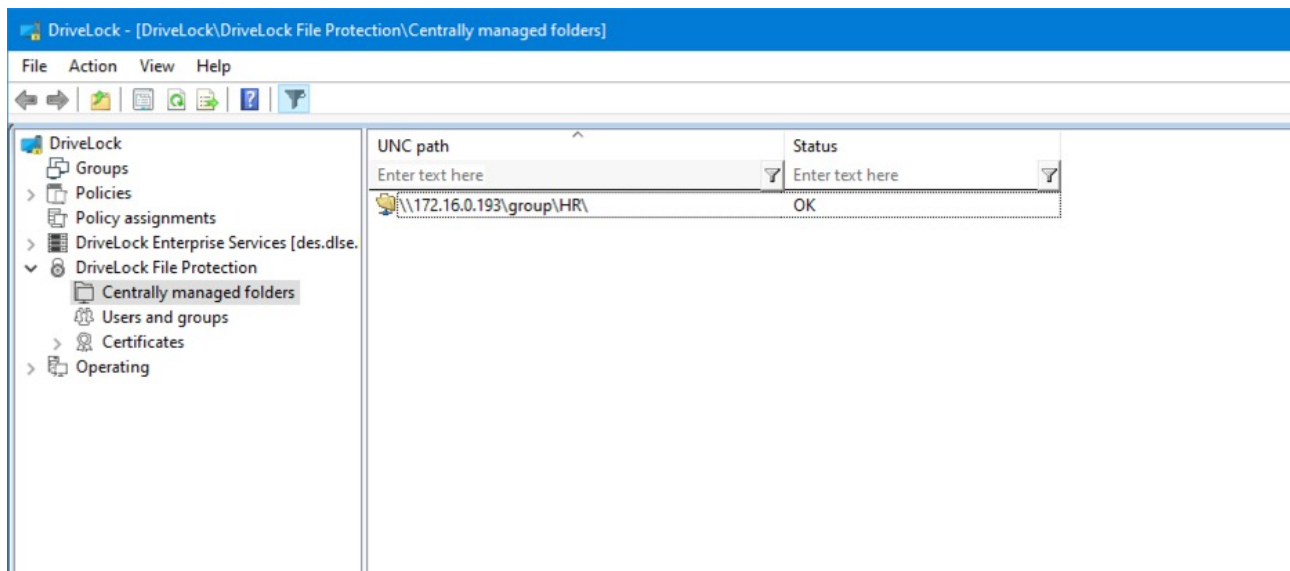 DriveLock - [DriveLock\DriveLock File Protection\Centrally managed folders]
File Action View Help
DriveLock
Groups
Policies
Policy assignments
DriveLock Enterprise Services [des.dlse.
DriveLock File Protection
Centrally managed folders
Users and groups
Certificates
Operating
UNC path Status
Enter text here Enter text here
\\172.16.0.193\group\HR\ OK